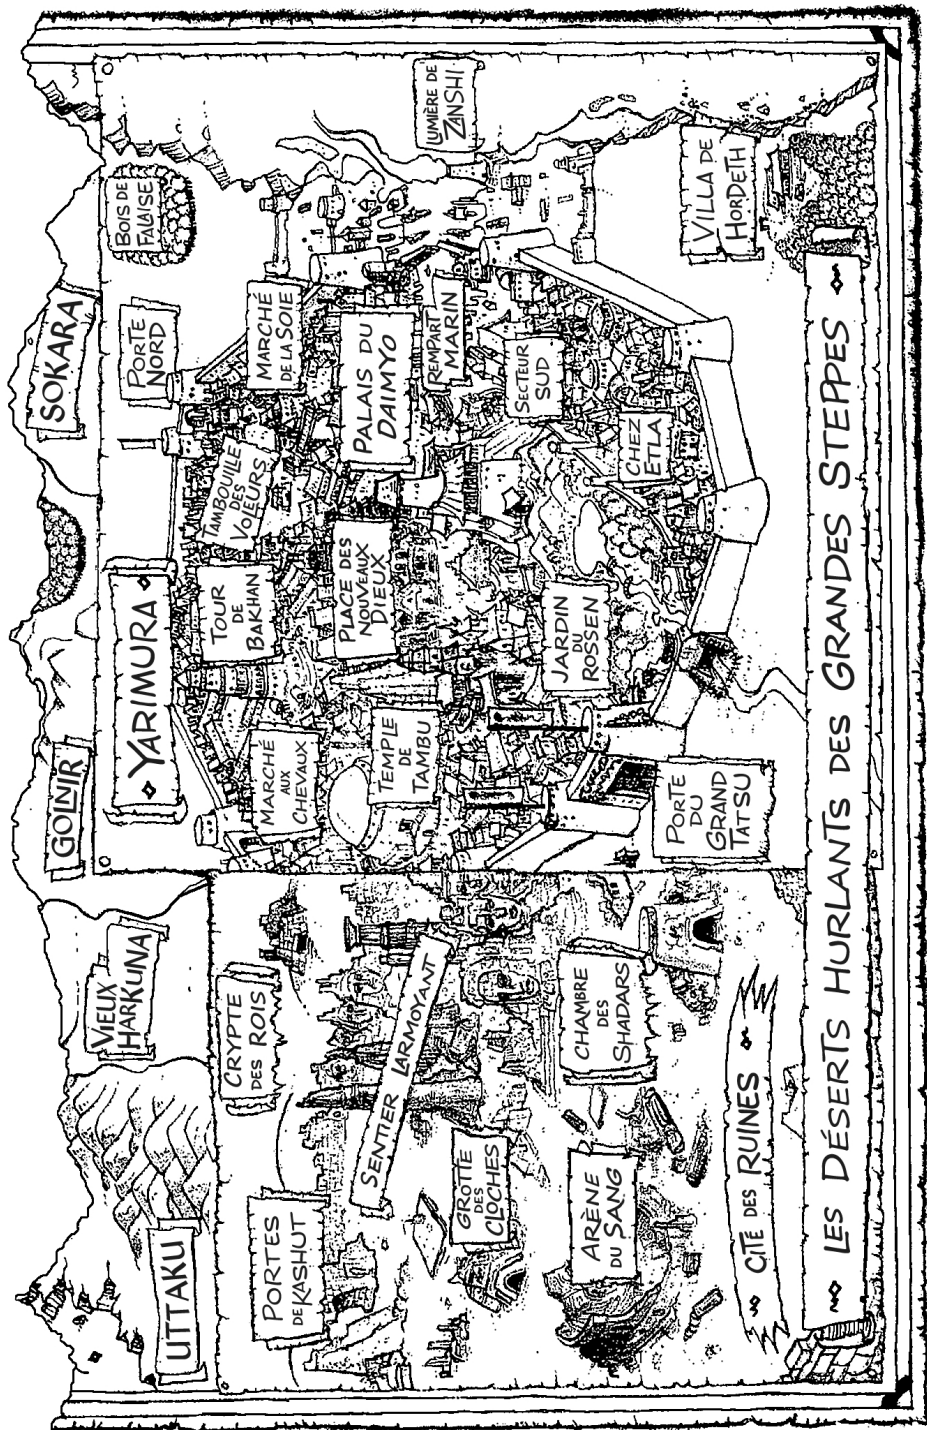 UTTAKU
VIEUX
HARKUNA
GOLNIR
SOKARA
YARIMURA
PORTE
NORD
BOIS DE
FALAISE
PORTES
DE KASHUT
CRYPTE
DES ROIS
MARCHÉ
AUX
CHEVAUX
TOUR
DE
BAKHAN
TAMBOUILLE
DES
VOLEURS
MARCHÉ
DE LA SOIE
SENTIER LARMOYANT
TEMPLE
DE
TAMBU
PLACE DES
NOUVEAUX
DIEUX
PALAIS DU
DAIMYO
REMPART
MARIN
LUMIÈRE DE
ZANSHI
GROTTE
DES
CLOCHES
ARÈNE
DU SANG
CHAMBRE
DES
SHADARS
JARDIN
DU
ROSSEN
SECTEUR
SUD
CHEZ
ETLA
PORTE
DU
GRAND
TATSU
VILLA DE
HORDETH
CITÉ DES RUINES
LES DÉSERTS HURLANTS DES GRANDES STEPPES